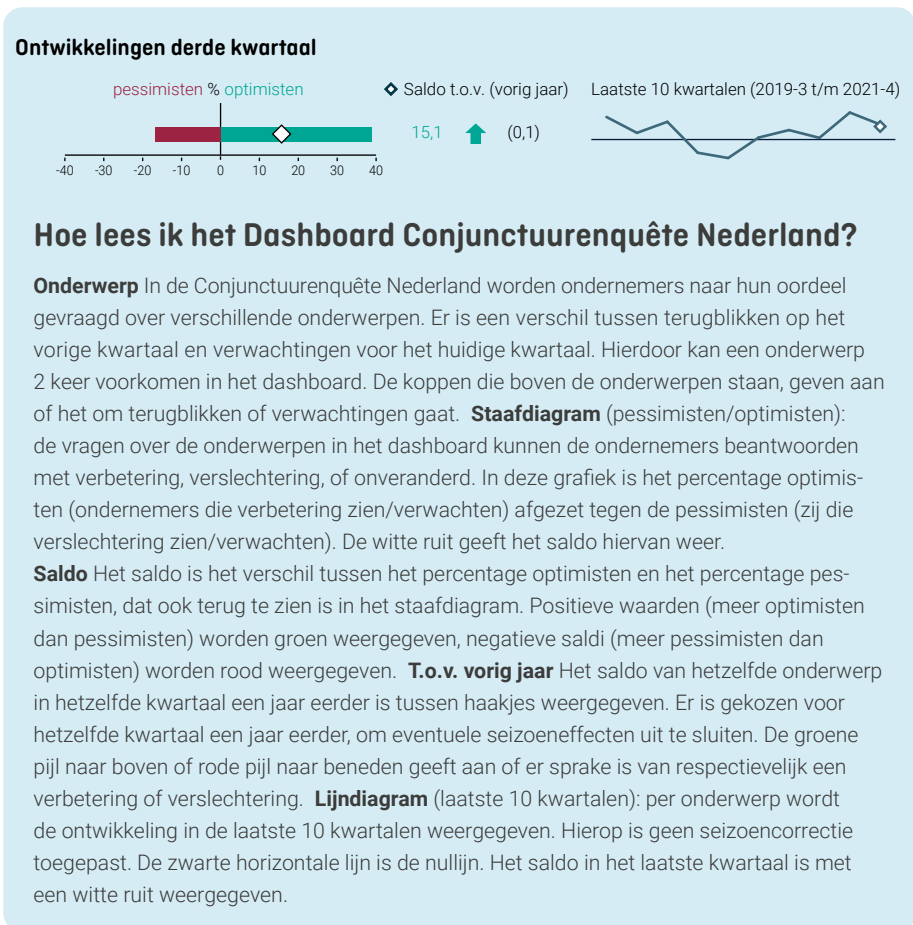 Ontwikkelingen derde kwartaal
pessimisten % optimisten
Saldo t.o.v. (vorig jaar)
Laatste 10 kwartalen (2019-3 t/m 2021-4)
15,1 (0,1)
-40 -30 -20 -10 0 10 20 30 40
Hoe lees ik het Dashboard Conjunctuurenquête Nederland?
Onderwerp In de Conjunctuurenquête Nederland worden ondernemers naar hun oordeel
gevraagd over verschillende onderwerpen. Er is een verschil tussen terugblikken op het
vorige kwartaal en verwachtingen voor het huidige kwartaal. Hierdoor kan een onderwerp
2 keer voorkomen in het dashboard. De koppen die boven de onderwerpen staan, geven aan
of het om terugblikken of verwachtingen gaat. Staafdiagram (pessimisten/optimisten):
de vragen over de onderwerpen in het dashboard kunnen de ondernemers beantwoorden
met verbetering, verslechtering, of onveranderd. In deze grafiek is het percentage optimis-
ten (ondernemers die verbetering zien/verwachten) afgezet tegen de pessimisten (zij die
verslechtering zien/verwachten). De witte ruit geeft het saldo hiervan weer.
Saldo Het saldo is het verschil tussen het percentage optimisten en het percentage pes-
simisten, dat ook terug te zien is in het staafdiagram. Positieve waarden (meer optimisten
dan pessimisten) worden groen weergegeven, negatieve saldi (meer pessimisten dan
optimisten) worden rood weergegeven. T.o.v. vorig jaar Het saldo van hetzelfde onderwerp
in hetzelfde kwartaal een jaar eerder is tussen haakjes weergegeven. Er is gekozen voor
hetzelfde kwartaal een jaar eerder, om eventuele seizoeneffecten uit te sluiten. De groene
pijl naar boven of rode pijl naar beneden geeft aan of er sprake is van respectievelijk een
verbetering of verslechtering. Lijndiagram (laatste 10 kwartalen): per onderwerp wordt
de ontwikkeling in de laatste 10 kwartalen weergegeven. Hierop is geen seizoencorrectie
toegepast. De zwarte horizontale lijn is de nullijn. Het saldo in het laatste kwartaal is met
een witte ruit weergegeven.